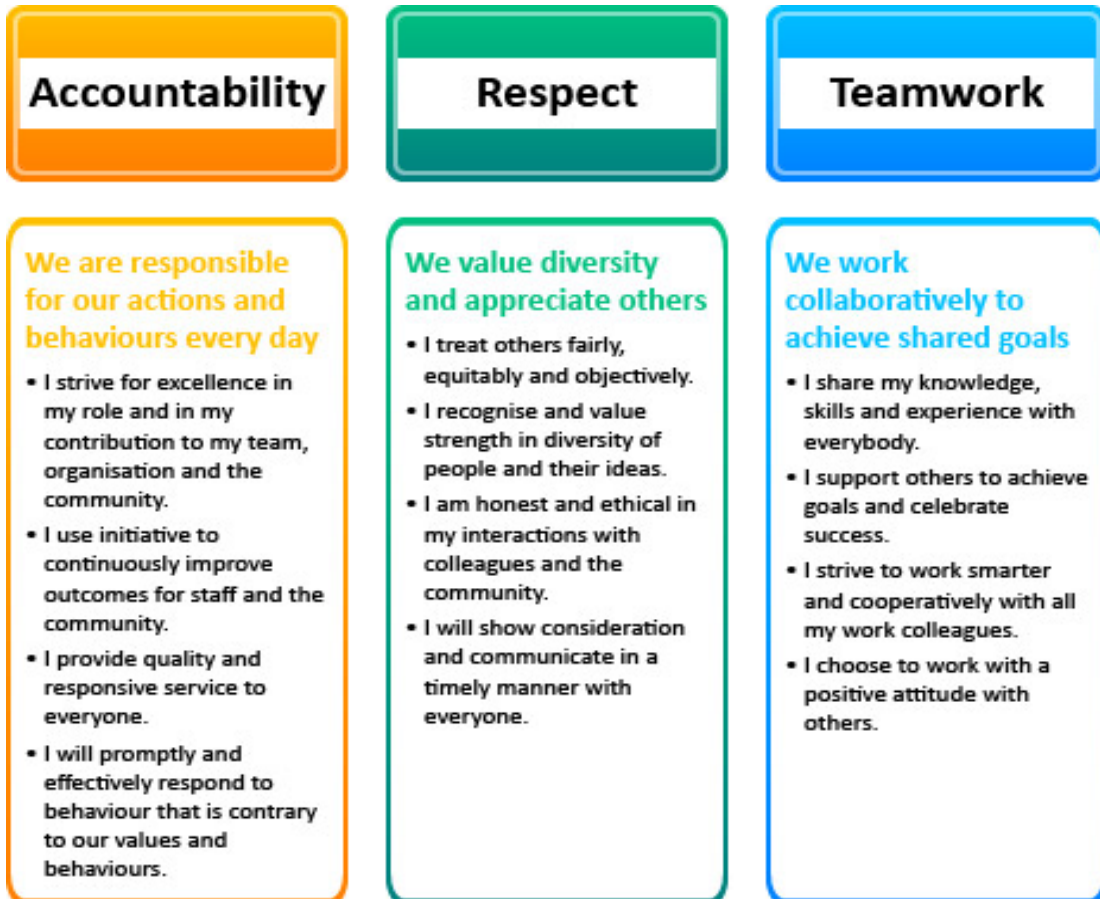 Accountability
We are responsible
for our actions and
behaviours every day
• I strive for excellence in
my role and in my
contribution to my team,
organisation and the
community.
• I use initiative to
continuously improve
outcomes for staff and the
community.
• I provide quality and
responsive service to
everyone.
• I will promptly and
effectively respond to
behaviour that is contrary
to our values and
behaviours.
Respect
We value diversity
and appreciate others
• I treat others fairly,
equitably and objectively.
• I recognise and value
strength in diversity of
people and their ideas.
• I am honest and ethical in
my interactions with
colleagues and the
community.
• I will show consideration
and communicate in a
timely manner with
everyone.
Teamwork
We work
collaboratively to
achieve shared goals
• I share my knowledge,
skills and experience with
everybody.
• I support others to achieve
goals and celebrate
success.
• I strive to work smarter
and cooperatively with all
my work colleagues.
• I choose to work with a
positive attitude with
others.